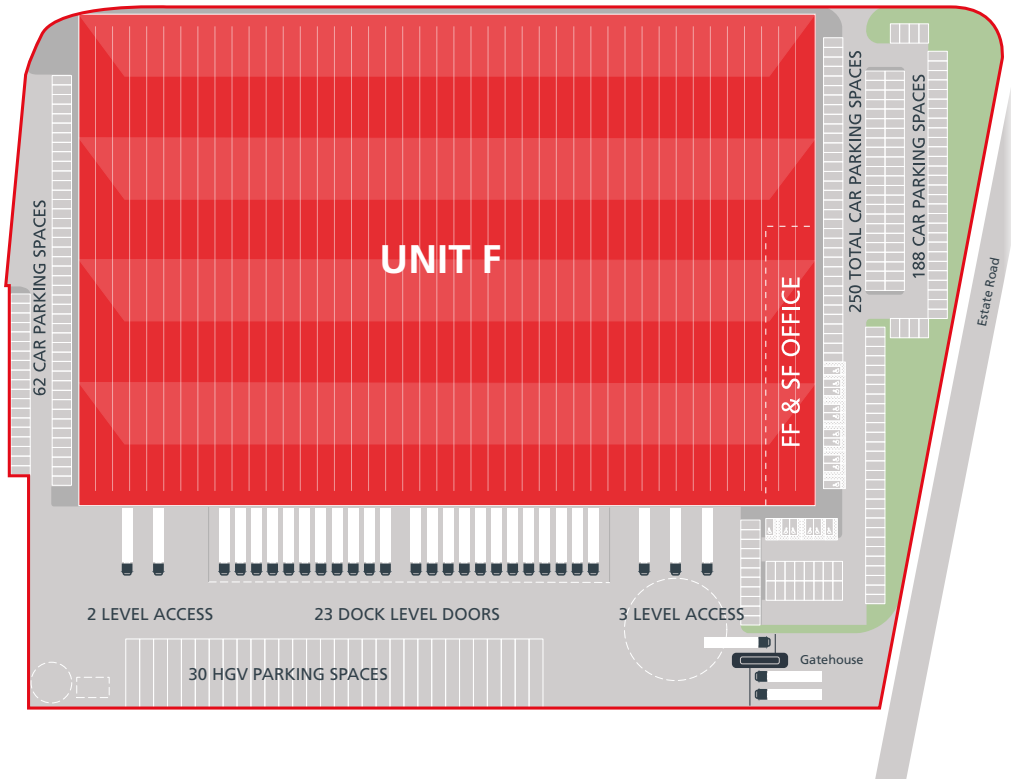 UNIT F
FF & SF OFFICE
62 CAR PARKING SPACES
250 TOTAL CAR PARKING SPACES
188 CAR PARKING SPACES
Estate Road
2 LEVEL ACCESS
23 DOCK LEVEL DOORS
3 LEVEL ACCESS
30 HGV PARKING SPACES
Gatehouse